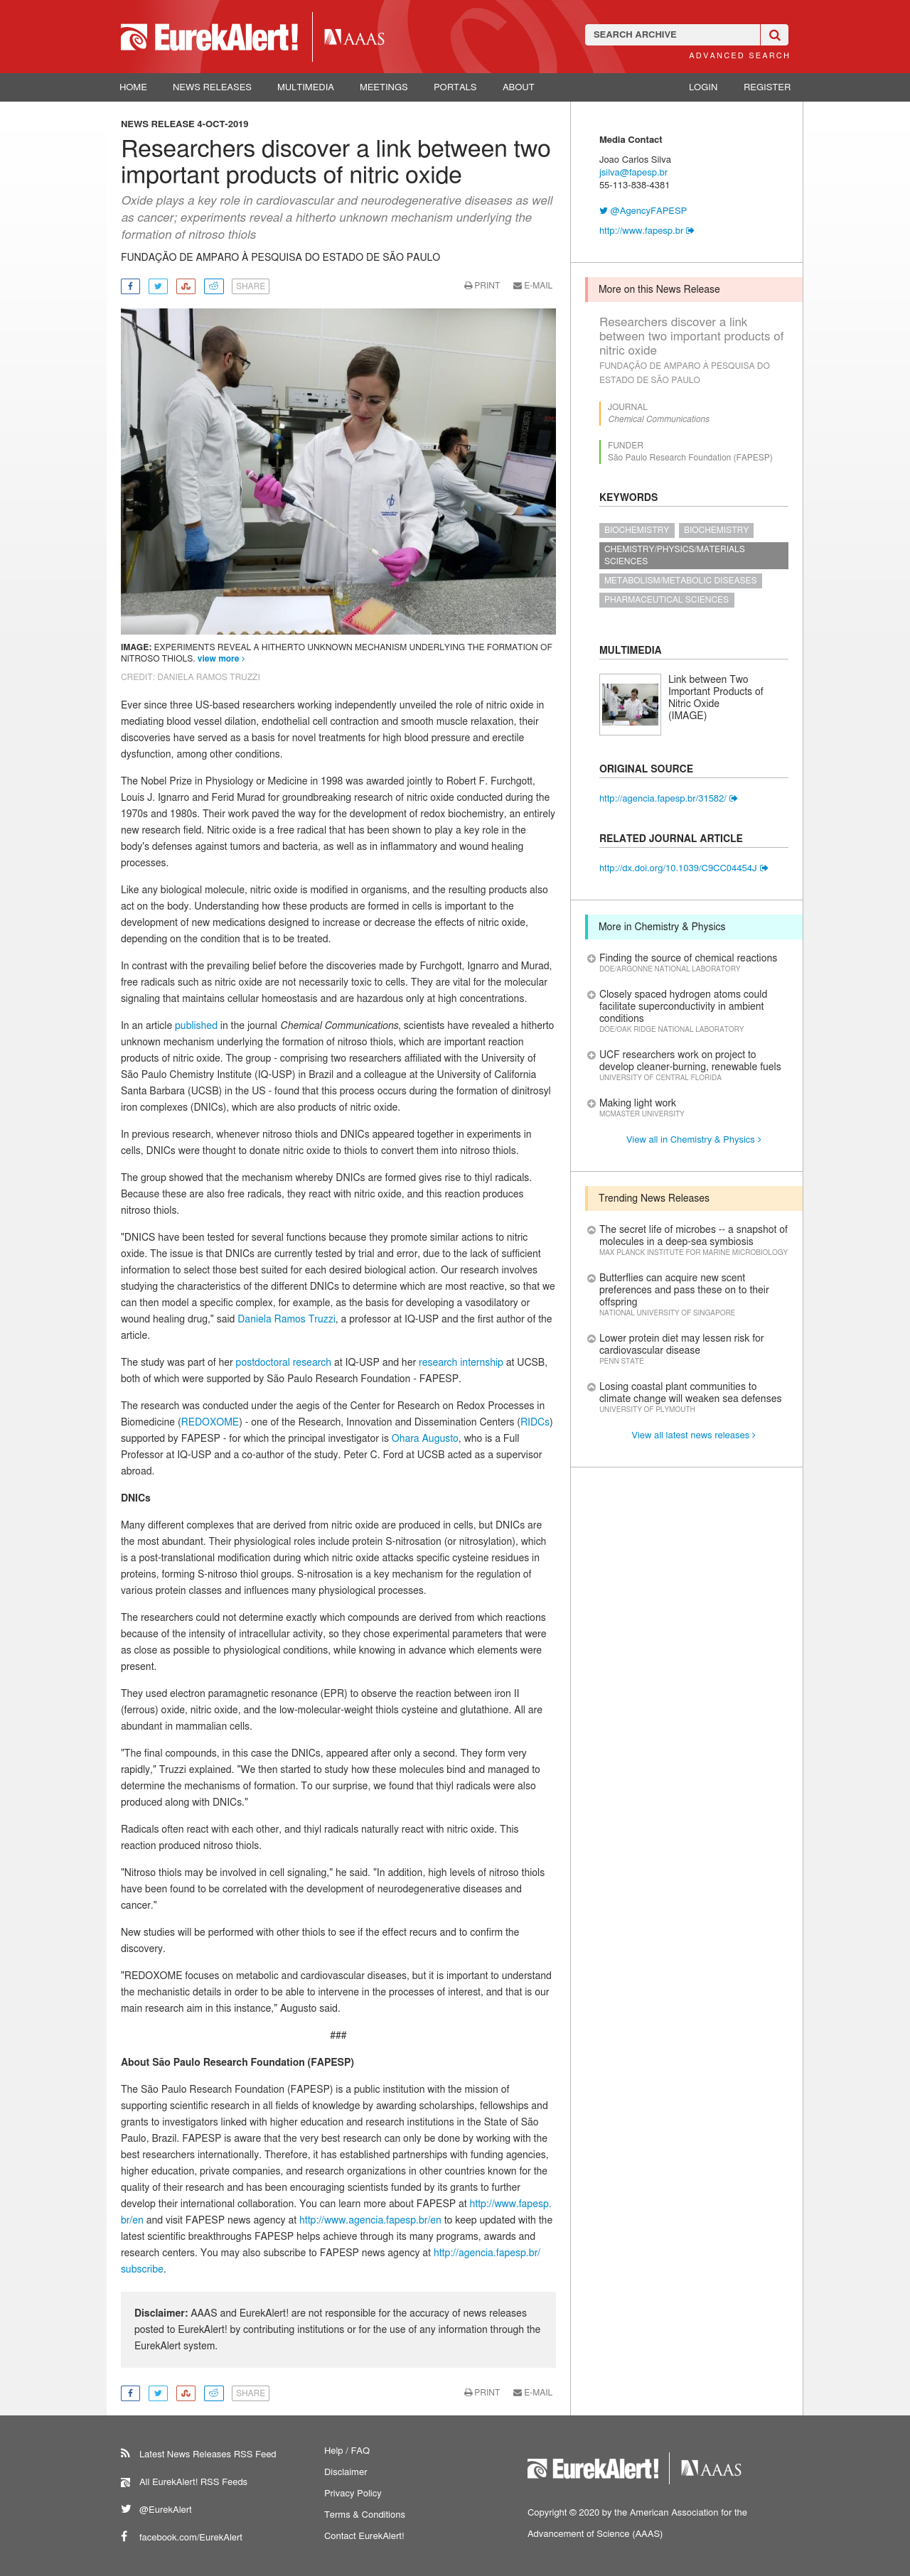 EurekAlert!
AAAS
SEARCH ARCHIVE
ADVANCED SEARCH
HOME
NEWS RELEASES
MULTIMEDIA
MEETINGS
PORTALS
ABOUT
LOGIN
REGISTER
NEWS RELEASE 4-OCT-2019
Researchers discover a link between two
important products of nitric oxide
Oxide plays a key role in cardiovascular and neurodegenerative diseases as well
as cancer; experiments reveal a hitherto unknown mechanism underlying the
formation of nitroso thiols
FUNDAÇÃO DE AMPARO À PESQUISA DO ESTADO DE SÃO PAULO
SHARE
PRINT
E-MAIL
IMAGE: EXPERIMENTS REVEAL A HITHERTO UNKNOWN MECHANISM UNDERLYING THE FORMATION OF
NITROSO THIOLS. view more
CREDIT: DANIELA RAMOS TRUZZI
Ever since three US-based researchers working independently unveiled the role of nitric oxide in
mediating blood vessel dilation, endothelial cell contraction and smooth muscle relaxation, their
discoveries have served as a basis for novel treatments for high blood pressure and erectile
dysfunction, among other conditions.
The Nobel Prize in Physiology or Medicine in 1998 was awarded jointly to Robert F. Furchgott,
Louis J. Ignarro and Ferid Murad for groundbreaking research of nitric oxide conducted during the
1970s and 1980s. Their work paved the way for the development of redox biochemistry, an entirely
new research field. Nitric oxide is a free radical that has been shown to play a key role in the
body's defenses against tumors and bacteria, as well as in inflammatory and wound healing
processes.
Like any biological molecule, nitric oxide is modified in organisms, and the resulting products also
act on the body. Understanding how these products are formed in cells is important to the
development of new medications designed to increase or decrease the effects of nitric oxide,
depending on the condition that is to be treated.
In contrast with the prevailing belief before the discoveries made by Furchgott, Ignarro and Murad,
free radicals such as nitric oxide are not necessarily toxic to cells. They are vital for the molecular
signaling that maintains cellular homeostasis and are hazardous only at high concentrations.
In an article published in the journal Chemical Communications, scientists have revealed a hitherto
unknown mechanism underlying the formation of nitroso thiols, which are important reaction
products of nitric oxide. The group - comprising two researchers affiliated with the University of
São Paulo Chemistry Institute (IQ-USP) in Brazil and a colleague at the University of California
Santa Barbara (UCSB) in the US - found that this process occurs during the formation of dinitrosyl
iron complexes (DNICs), which are also products of nitric oxide.
In previous research, whenever nitroso thiols and DNICs appeared together in experiments in
cells, DNICs were thought to donate nitric oxide to thiols to convert them into nitroso thiols.
The group showed that the mechanism whereby DNICs are formed gives rise to thiyl radicals.
Because these are also free radicals, they react with nitric oxide, and this reaction produces
nitroso thiols.
"DNICS have been tested for several functions because they promote similar actions to nitric
oxide. The issue is that DNICs are currently tested by trial and error, due to the lack of sufficient
information to select those best suited for each desired biological action. Our research involves
studying the characteristics of the different DNICs to determine which are most reactive, so that we
can then model a specific complex, for example, as the basis for developing a vasodilatory or
wound healing drug," said Daniela Ramos Truzzi, a professor at IQ-USP and the first author of the
article.
The study was part of her postdoctoral research at IQ-USP and her research internship at UCSB,
both of which were supported by São Paulo Research Foundation - FAPESP.
The research was conducted under the aegis of the Center for Research on Redox Processes in
Biomedicine (REDOXOME) - one of the Research, Innovation and Dissemination Centers (RIDCs)
supported by FAPESP - for which the principal investigator is Ohara Augusto, who is a Full
Professor at IQ-USP and a co-author of the study. Peter C. Ford at UCSB acted as a supervisor
abroad.
DNICs
Many different complexes that are derived from nitric oxide are produced in cells, but DNICs are
the most abundant. Their physiological roles include protein S-nitrosation (or nitrosylation), which
is a post-translational modification during which nitric oxide attacks specific cysteine residues in
proteins, forming S-nitroso thiol groups. S-nitrosation is a key mechanism for the regulation of
various protein classes and influences many physiological processes.
The researchers could not determine exactly which compounds are derived from which reactions
because of the intensity of intracellular activity, so they chose experimental parameters that were
as close as possible to physiological conditions, while knowing in advance which elements were
present.
They used electron paramagnetic resonance (EPR) to observe the reaction between iron II
(ferrous) oxide, nitric oxide, and the low-molecular-weight thiols cysteine and glutathione. All are
abundant in mammalian cells.
"The final compounds, in this case the DNICs, appeared after only a second. They form very
rapidly," Truzzi explained. "We then started to study how these molecules bind and managed to
determine the mechanisms of formation. To our surprise, we found that thiyl radicals were also
produced along with DNICs."
Radicals often react with each other, and thiyl radicals naturally react with nitric oxide. This
reaction produced nitroso thiols.
"Nitroso thiols may be involved in cell signaling," he said. "In addition, high levels of nitroso thiols
have been found to be correlated with the development of neurodegenerative diseases and
cancer."
New studies will be performed with other thiols to see if the effect recurs and to confirm the
discovery.
"REDOXOME focuses on metabolic and cardiovascular diseases, but it is important to understand
the mechanistic details in order to be able to intervene in the processes of interest, and that is our
main research aim in this instance," Augusto said.
###
About São Paulo Research Foundation (FAPESP)
The São Paulo Research Foundation (FAPESP) is a public institution with the mission of
supporting scientific research in all fields of knowledge by awarding scholarships, fellowships and
grants to investigators linked with higher education and research institutions in the State of São
Paulo, Brazil. FAPESP is aware that the very best research can only be done by working with the
best researchers internationally. Therefore, it has established partnerships with funding agencies,
higher education, private companies, and research organizations in other countries known for the
quality of their research and has been encouraging scientists funded by its grants to further
develop their international collaboration. You can learn more about FAPESP at http://www.fapesp.
br/en and visit FAPESP news agency at http://www.agencia.fapesp.br/en to keep updated with the
latest scientific breakthroughs FAPESP helps achieve through its many programs, awards and
research centers. You may also subscribe to FAPESP news agency at http://agencia.fapesp.br/
subscribe.
Disclaimer: AAAS and EurekAlert! are not responsible for the accuracy of news releases
posted to EurekAlert! by contributing institutions or for the use of any information through the
EurekAlert system.
SHARE
PRINT
E-MAIL
Media Contact
Joao Carlos Silva
jsilva@fapesp.br
55-113-838-4381
@AgencyFAPESP
http://www.fapesp.br
More on this News Release
Researchers discover a link
between two important products of
nitric oxide
FUNDAÇÃO DE AMPARO À PESQUISA DO
ESTADO DE SÃO PAULO
JOURNAL
Chemical Communications
FUNDER
São Paulo Research Foundation (FAPESP)
KEYWORDS
BIOCHEMISTRY
BIOCHEMISTRY
CHEMISTRY/PHYSICS/MATERIALS
SCIENCES
METABOLISM/METABOLIC DISEASES
PHARMACEUTICAL SCIENCES
MULTIMEDIA
Link between Two
Important Products of
Nitric Oxide
(IMAGE)
ORIGINAL SOURCE
http://agencia.fapesp.br/31582/
RELATED JOURNAL ARTICLE
http://dx.doi.org/10.1039/C9CC04454J
More in Chemistry & Physics
Finding the source of chemical reactions
DOE/ARGONNE NATIONAL LABORATORY
Closely spaced hydrogen atoms could
facilitate superconductivity in ambient
conditions
DOE/OAK RIDGE NATIONAL LABORATORY
UCF researchers work on project to
develop cleaner-burning, renewable fuels
UNIVERSITY OF CENTRAL FLORIDA
Making light work
MCMASTER UNIVERSITY
View all in Chemistry & Physics
Trending News Releases
The secret life of microbes -- a snapshot of
molecules in a deep-sea symbiosis
MAX PLANCK INSTITUTE FOR MARINE MICROBIOLOGY
Butterflies can acquire new scent
preferences and pass these on to their
offspring
NATIONAL UNIVERSITY OF SINGAPORE
Lower protein diet may lessen risk for
cardiovascular disease
PENN STATE
Losing coastal plant communities to
climate change will weaken sea defenses
UNIVERSITY OF PLYMOUTH
View all latest news releases
Latest News Releases RSS Feed
All EurekAlert! RSS Feeds
@EurekAlert
facebook.com/EurekAlert
Help / FAQ
Disclaimer
Privacy Policy
Terms & Conditions
Contact EurekAlert!
EurekAlert!
AAAS
Copyright © 2020 by the American Association for the
Advancement of Science (AAAS)